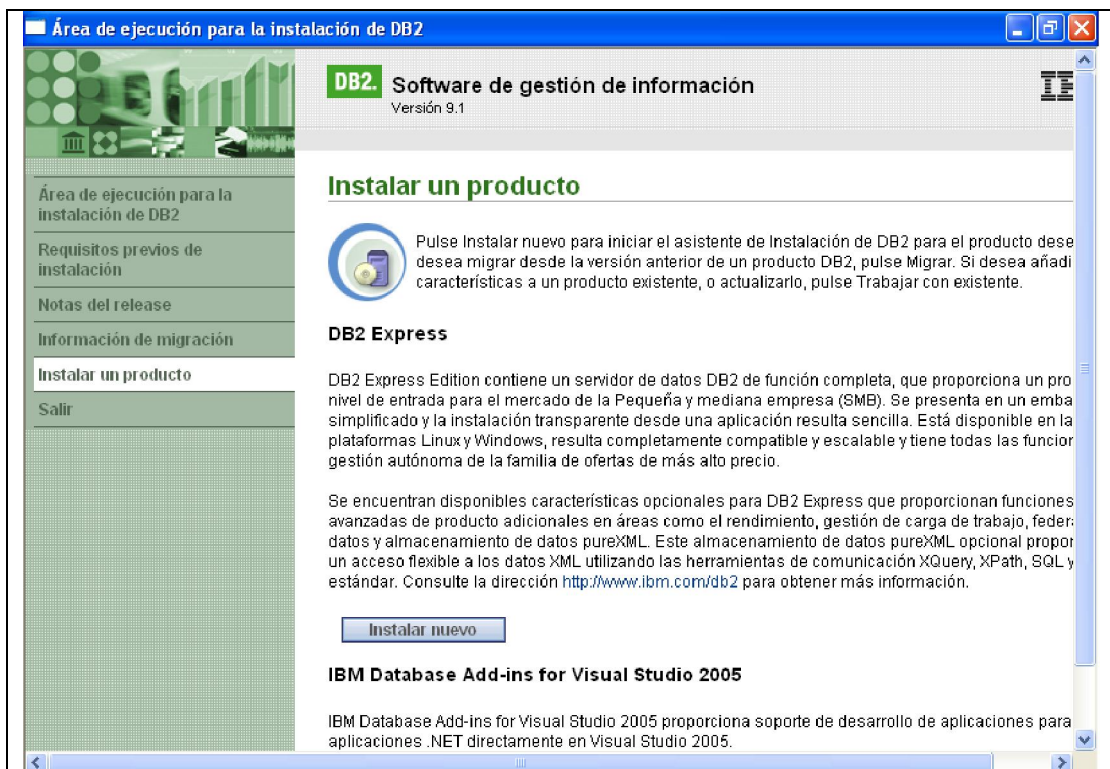 Área de ejecución para la instalación de DB2
DB2. Software de gestión de información
Versión 9.1
Área de ejecución para la
instalación de DB2
Requisitos previos de
instalación
Notas del release
Información de migración
Instalar un producto
Salir
Instalar un producto
Pulse Instalar nuevo para iniciar el asistente de Instalación de DB2 para el producto dese
desea migrar desde la versión anterior de un producto DB2, pulse Migrar. Si desea añadi
características a un producto existente, o actualizarlo, pulse Trabajar con existente.
DB2 Express
DB2 Express Edition contiene un servidor de datos DB2 de función completa, que proporciona un pro
nivel de entrada para el mercado de la Pequeña y mediana empresa (SMB). Se presenta en un emba
simplificado y la instalación transparente desde una aplicación resulta sencilla. Está disponible en la
plataformas Linux y Windows, resulta completamente compatible y escalable y tiene todas las funcior
gestión autónoma de la familia de ofertas de más alto precio.
Se encuentran disponibles características opcionales para DB2 Express que proporcionan funciones
avanzadas de producto adicionales en áreas como el rendimiento, gestión de carga de trabajo, feder
datos y almacenamiento de datos pureXML. Este almacenamiento de datos pureXML opcional propor
un acceso flexible a los datos XML utilizando las herramientas de comunicación XQuery, XPath, SQL y
estándar. Consulte la dirección http://www.ibm.com/db2 para obtener más información.
Instalar nuevo
IBM Database Add-ins for Visual Studio 2005
IBM Database Add-ins for Visual Studio 2005 proporciona soporte de desarrollo de aplicaciones para
aplicaciones .NET directamente en Visual Studio 2005.